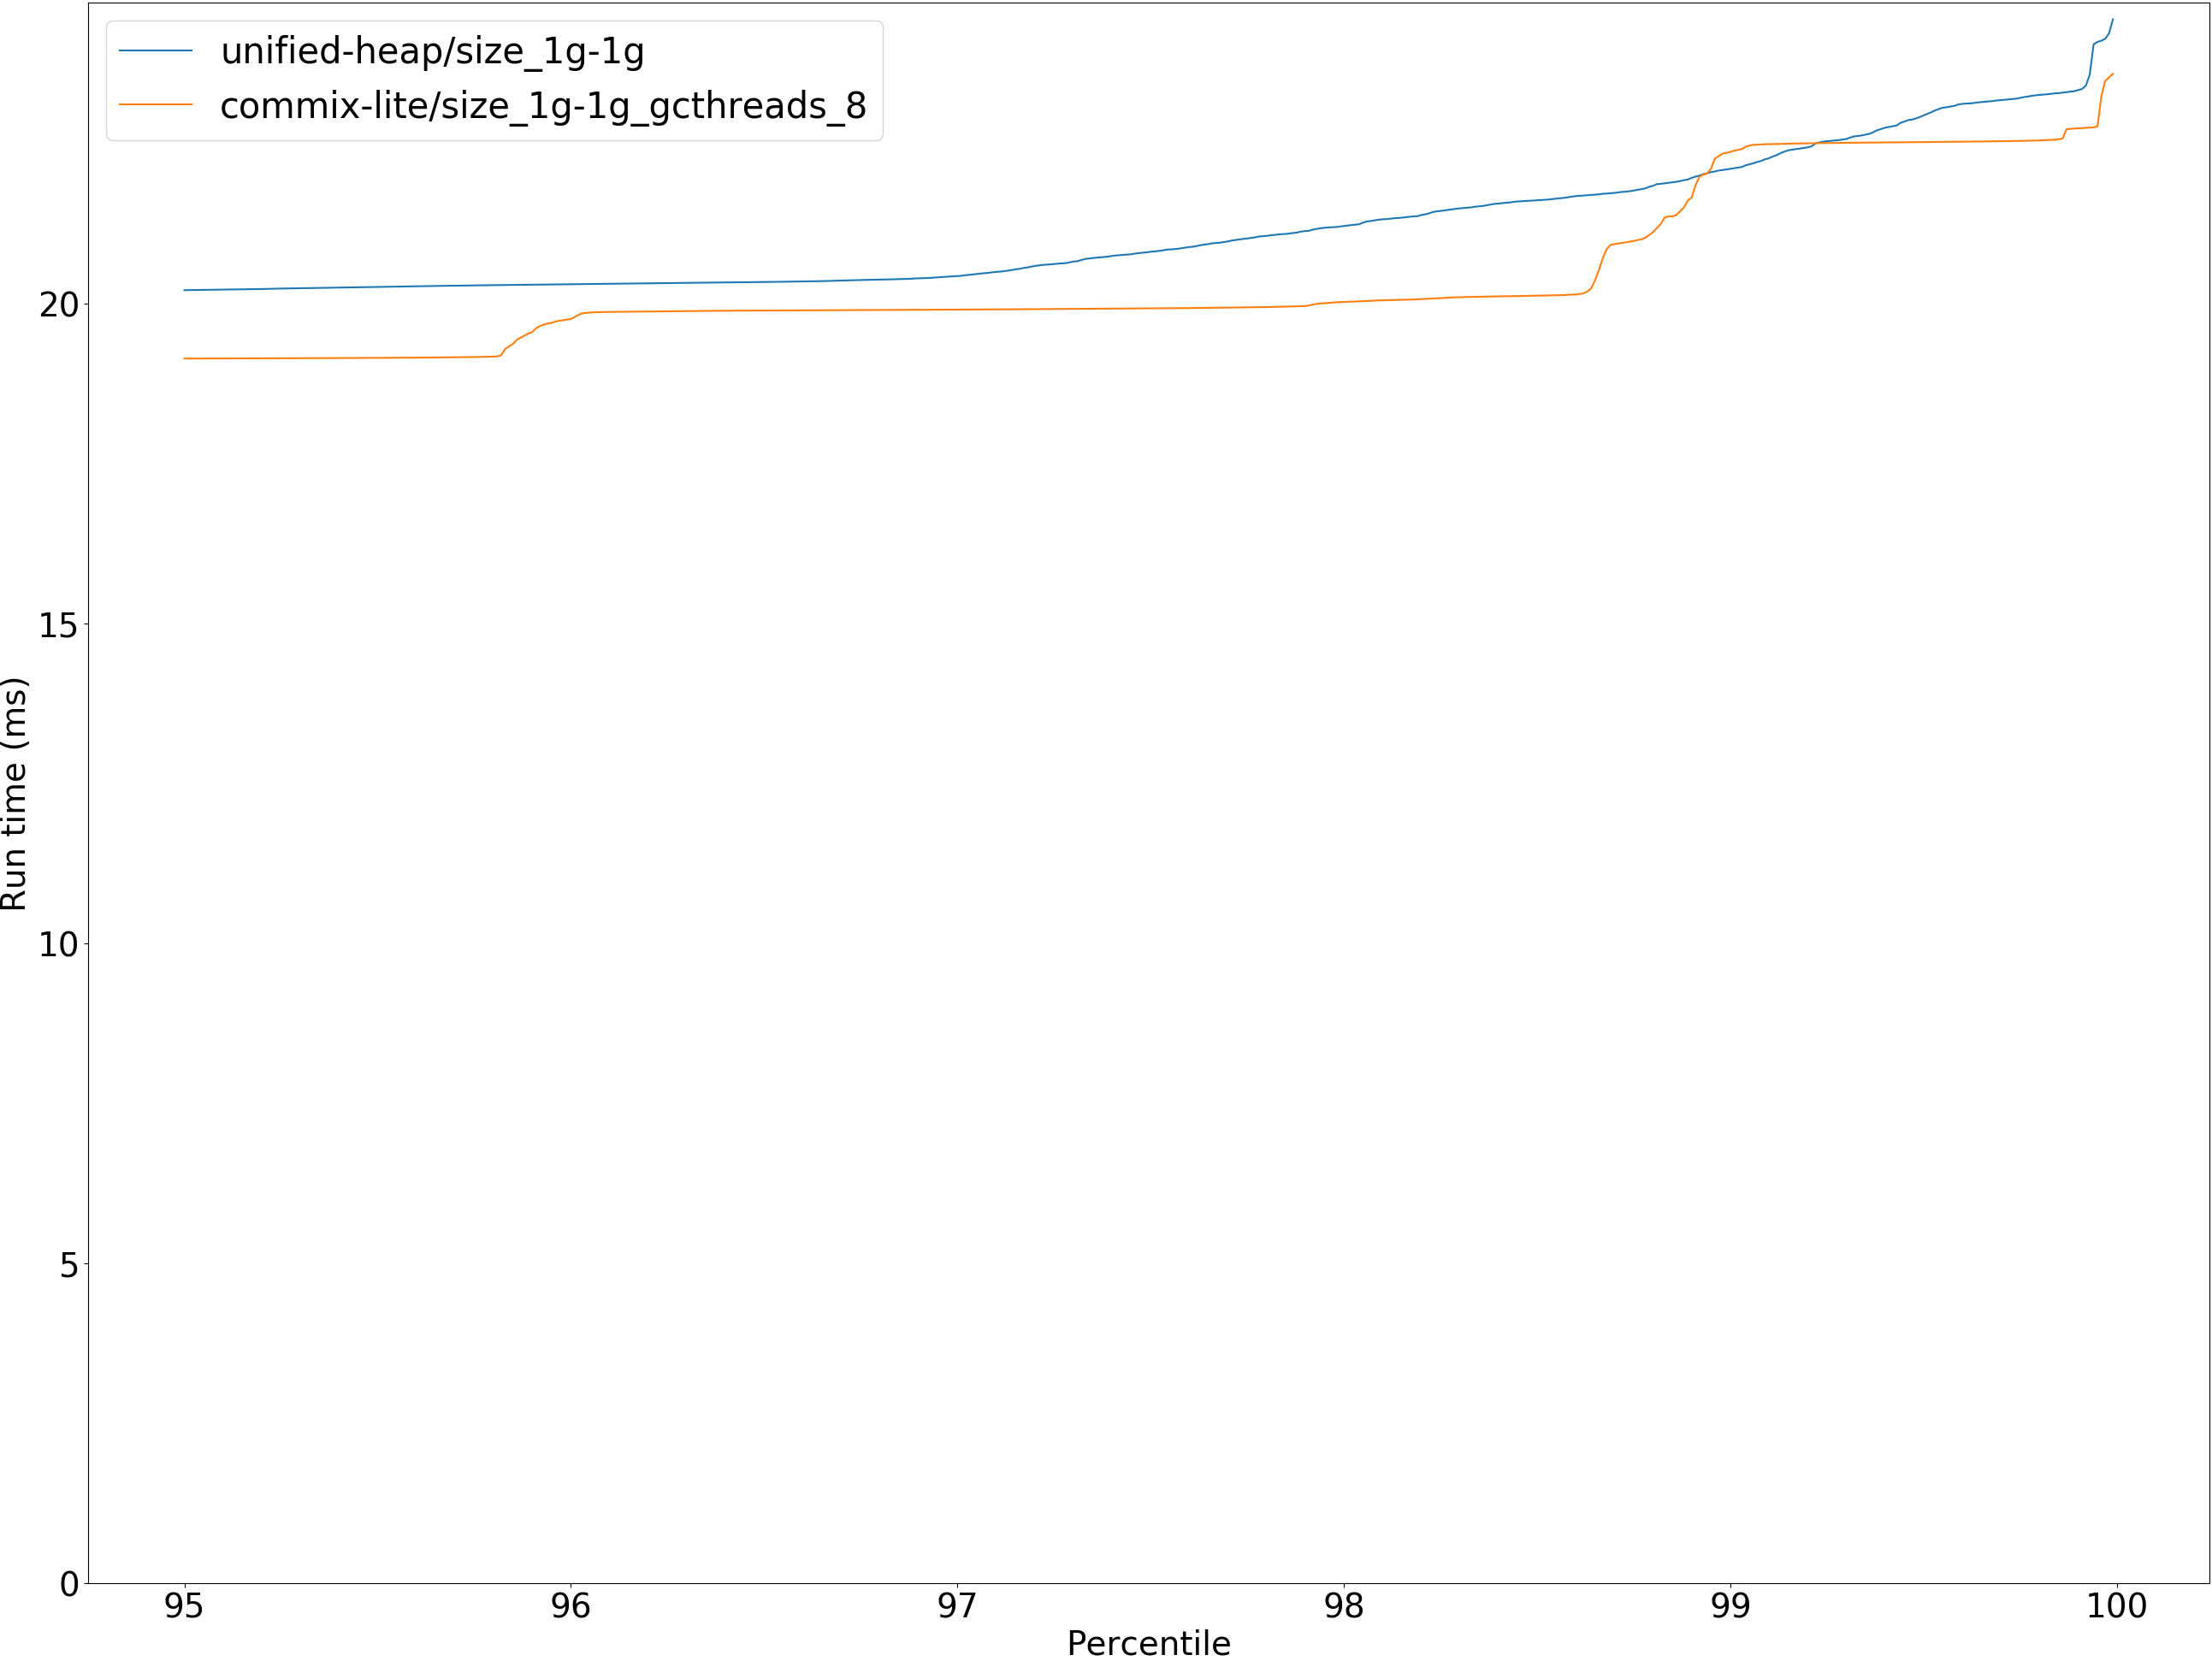 unified-heap/size_1g-1g
commix-lite/size_1g-1g_gcthreads_8
Run time (ms)
20
15
10
5
0
95 96 97 98 99 100
Percentile